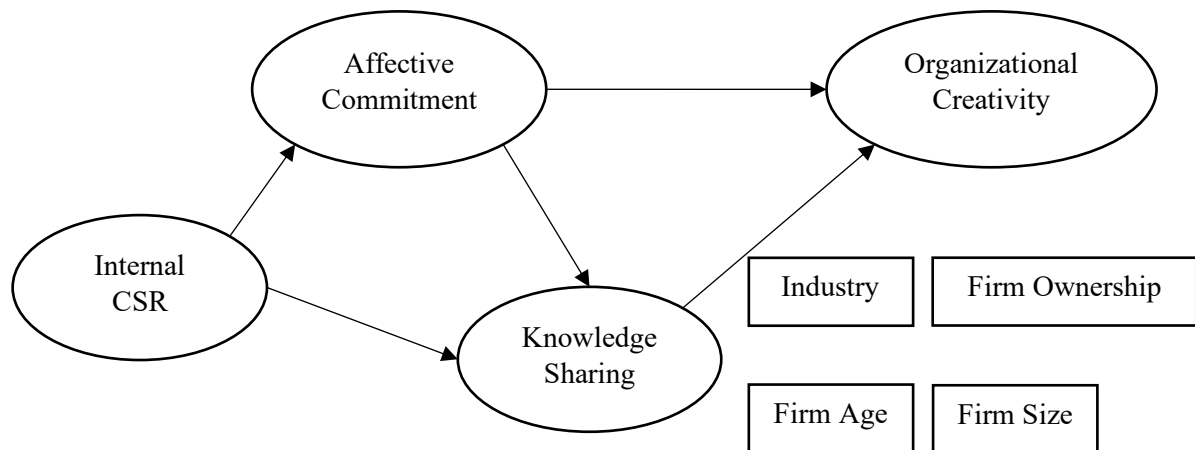 Affective
Commitment
Organizational
Creativity
Internal
CSR
Knowledge
Sharing
Industry
Firm Ownership
Firm Age
Firm Size